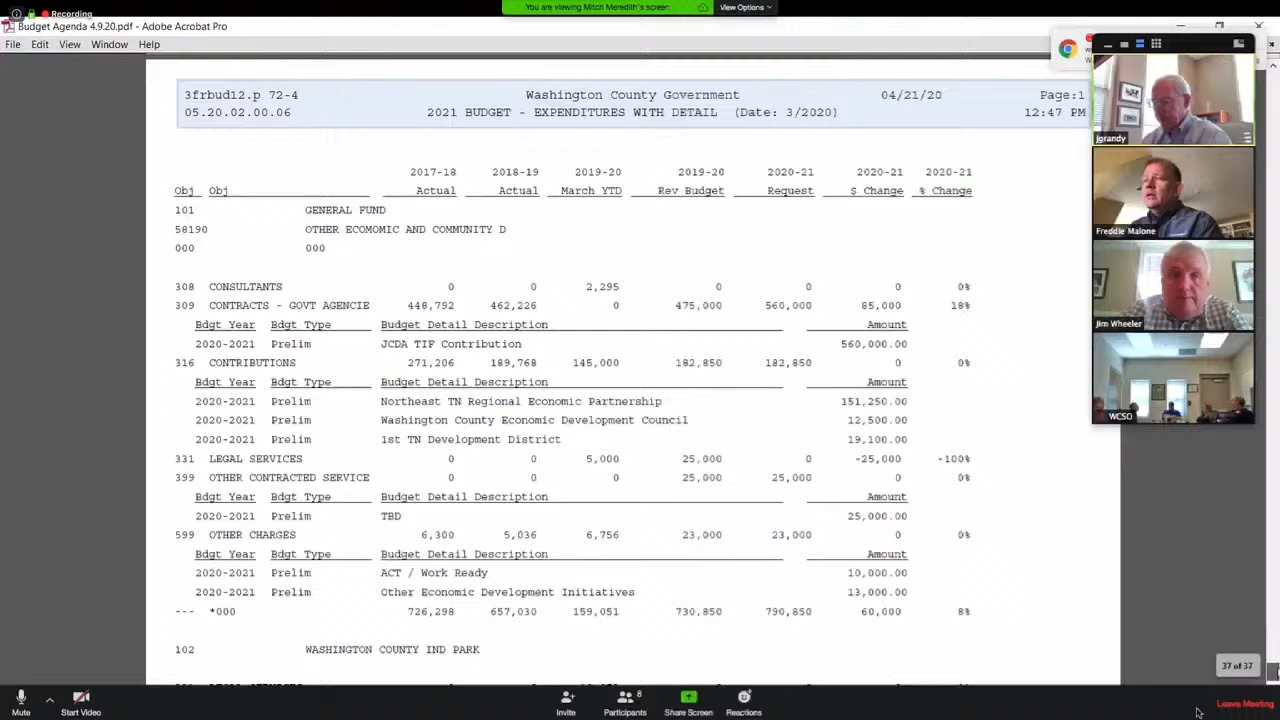 Recording
You are viewing Mitch Meredith's screen
View Options
Budget Agenda 4.9.20.pdf - Adobe Acrobat Pro
File Edit View Window Help
3frbud12.p 72-4 Washington County Government 04/21/20 Page:1
05.20.02.00.06 2021 BUDGET - EXPENDITURES WITH DETAIL (Date: 3/2020) 12:47 PM
2017-18 2018-19 2019-20 2019-20 2020-21 2020-21 2020-21
Obj Obj Actual Actual March YTD Rev Budget Request $ Change % Change
101 GENERAL FUND
58190 OTHER ECOMOMIC AND COMMUNITY D
000 000
308 CONSULTANTS 0 0 2,295 0 0 0 0%
309 CONTRACTS - GOVT AGENCIE 448,792 462,226 0 475,000 560,000 85,000 18%
Bdgt Year Bdgt Type Budget Detail Description Amount
2020-2021 Prelim JCDA TIF Contribution 560,000.00
316 CONTRIBUTIONS 271,206 189,768 145,000 182,850 182,850 0 0%
Bdgt Year Bdgt Type Budget Detail Description Amount
2020-2021 Prelim Northeast TN Regional Economic Partnership 151,250.00
2020-2021 Prelim Washington County Economic Development Council 12,500.00
2020-2021 Prelim 1st TN Development District 19,100.00
331 LEGAL SERVICES 0 0 5,000 25,000 0 -25,000 -100%
399 OTHER CONTRACTED SERVICE 0 0 0 25,000 25,000 0 0%
Bdgt Year Bdgt Type Budget Detail Description Amount
2020-2021 Prelim TBD 25,000.00
599 OTHER CHARGES 6,300 5,036 6,756 23,000 23,000 0 0%
Bdgt Year Bdgt Type Budget Detail Description Amount
2020-2021 Prelim ACT / Work Ready 10,000.00
2020-2021 Prelim Other Economic Development Initiatives 13,000.00
--- *000 726,298 657,030 159,051 730,850 790,850 60,000 8%
102 WASHINGTON COUNTY IND PARK
jgrandy
Freddie Malone
Jim Wheeler
WCSO
37 of 37
Mute Start Video Invite Participants 8 Share Screen Reactions Leave Meeting